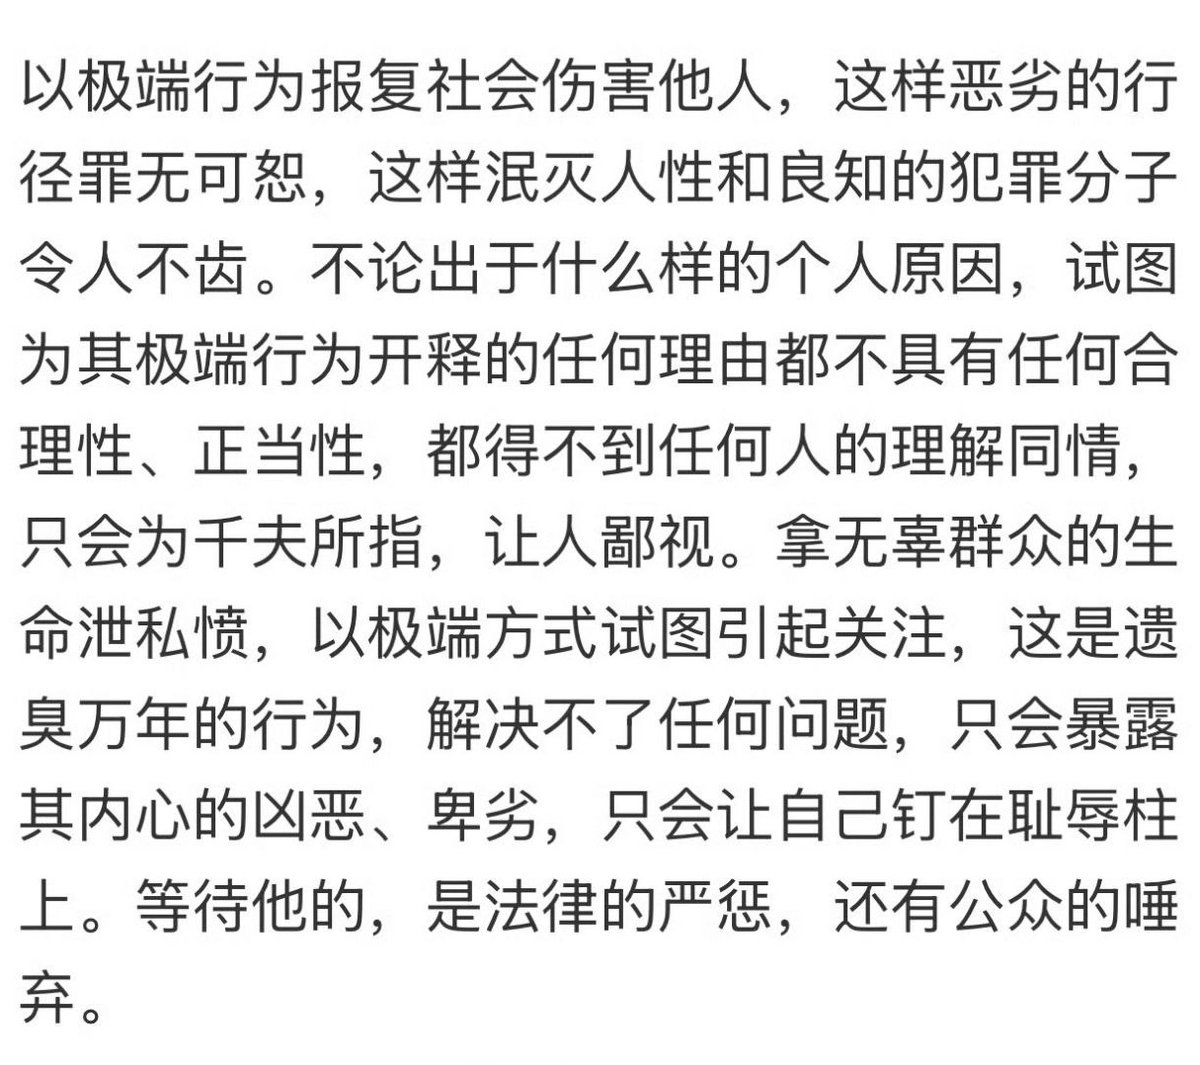 以极端行为报复社会伤害他人，这样恶劣的行
径罪无可恕，这样泯灭人性和良知的犯罪分子
令人不齿。不论出于什么样的个人原因，试图
为其极端行为开释的任何理由都不具有任何合
理性、正当性，都得不到任何人的理解同情，
只会为千夫所指，让人鄙视。拿无辜群众的生
命泄私愤，以极端方式试图引起关注，这是遗
臭万年的行为，解决不了任何问题，只会暴露
其内心的凶恶、卑劣，只会让自己钉在耻辱柱
上。等待他的，是法律的严惩，还有公众的唾
弃。